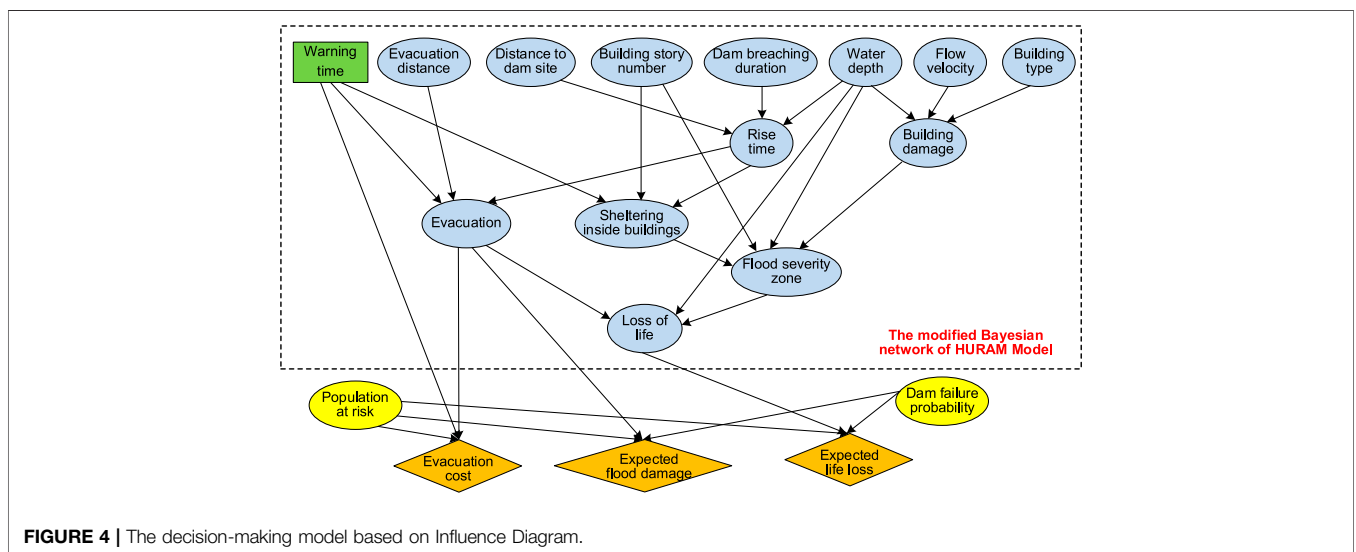 Warning
time
Evacuation
distance
Distance to
dam site
Building story
number
Dam breaching
duration
Water
depth
Flow
velocity
Building
type
Rise
time
Building
damage
Evacuation
Sheltering
inside buildings
Flood severity
zone
Loss of
life
The modified Bayesian
network of HURAM Model
Population
at risk
Dam failure
probability
Evacuation
cost
Expected
flood damage
Expected
life loss
FIGURE 4 | The decision-making model based on Influence Diagram.